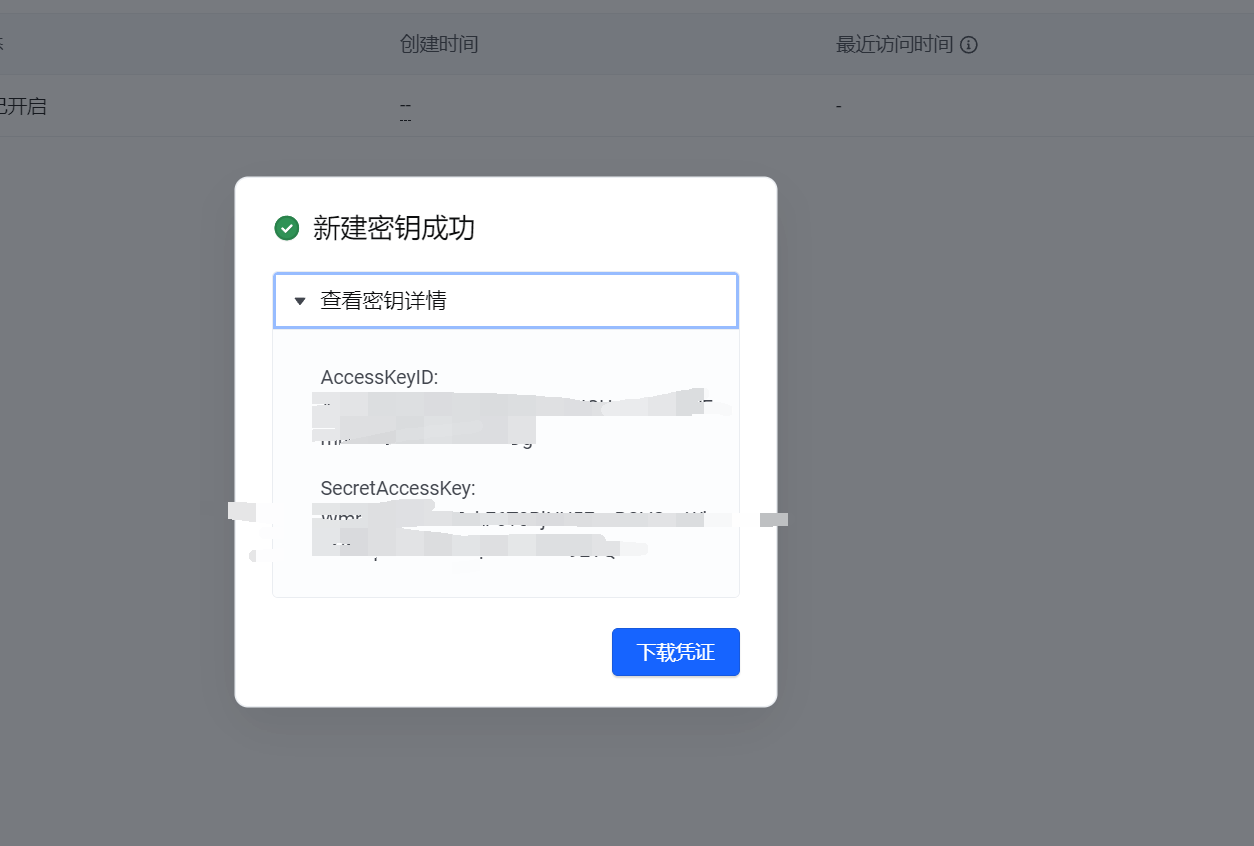 创建时间
最近访问时间
已开启
--
-
新建密钥成功
查看密钥详情
AccessKeyID:
SecretAccessKey:
下载凭证